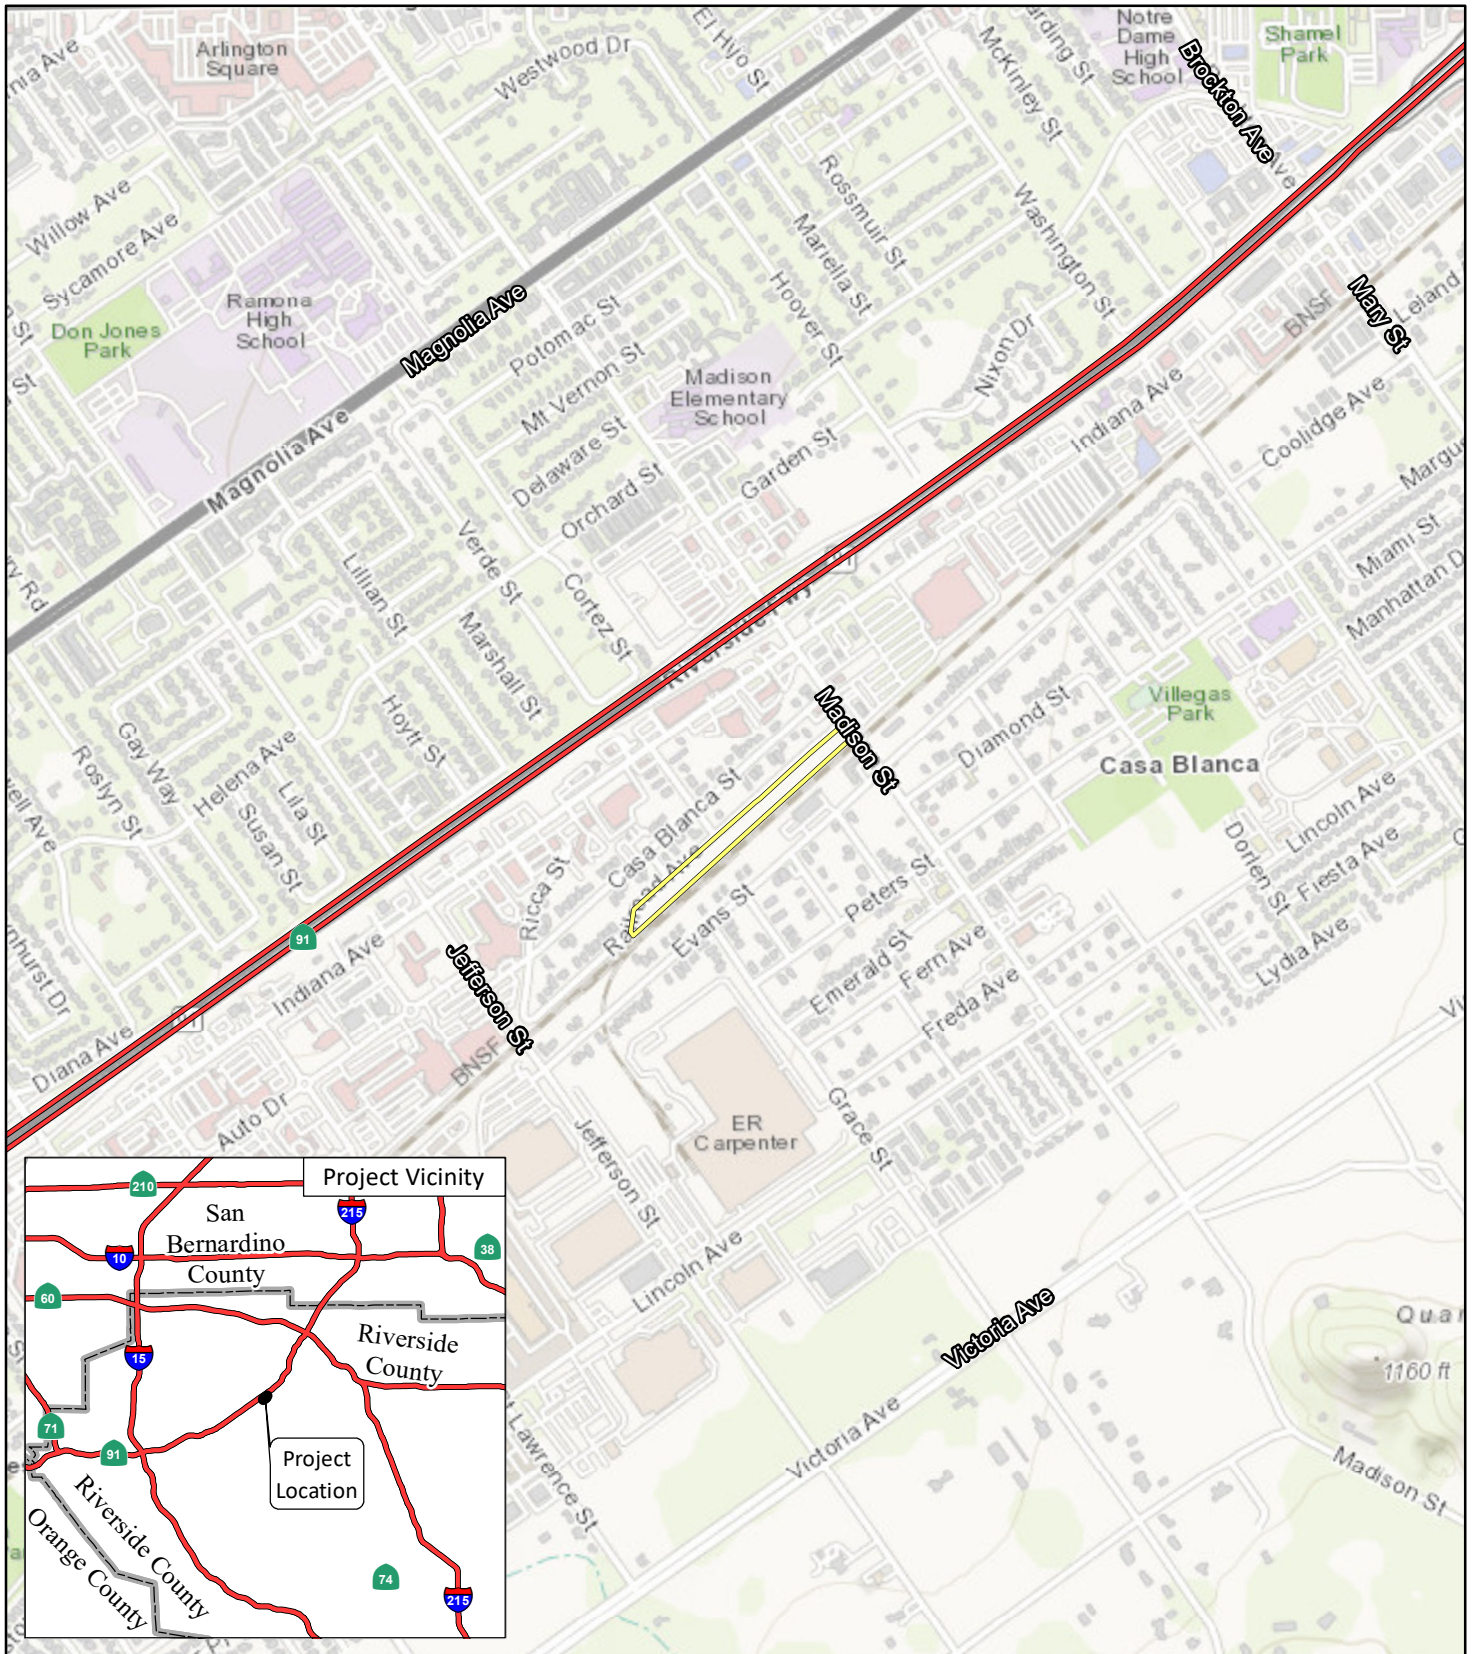 Arlington
Square
Westwood Dr
El Hyo St
McKinley St
Notre
Dame
High
School
Shamel
Park
Brockton Ave
Ave
Willow Ave
Sycamore Ave
Don Jones
Park
Ramona
High
School
Magnolia Ave
Magnolia Ave
Potomac St
Mt Vernon St
Delaware St
Orchard St
Madison
Elementary
School
Garden St
Rossmuir St
Mariella St
Hoover St
Washington St
Nixon Dr
Indiana Ave
BNSF
Mary St
Leland
Coolidge Ave
Miami St
Manhattan D
Verde St
Cortez St
Lillian St
Marshall St
Hoytt St
Gay Way
Roslyn St
Helena Ave
Lila St
Susan St
Madison St
Diamond St
Villegas
Park
Casa Blanca
Casa Blanca St
Ricca St
Evans St
Peters St
Emerald St
Fern Ave
Freda Ave
Dorien St
Lincoln Ave
Fiesta Ave
Lydia Ave
91
Indiana Ave
Jefferson St
BNSF
Diana Ave
Auto Dr
Jefferson St
ER
Carpenter
Grace St
Lincoln Ave
Victoria Ave
Victoria Ave
Lawrence St
Madison St
1160 ft
Project Vicinity
210
215
San
Bernardino
County
10
38
60
Riverside
County
15
71
91
Project
Location
Riverside County
Orange County
74
215